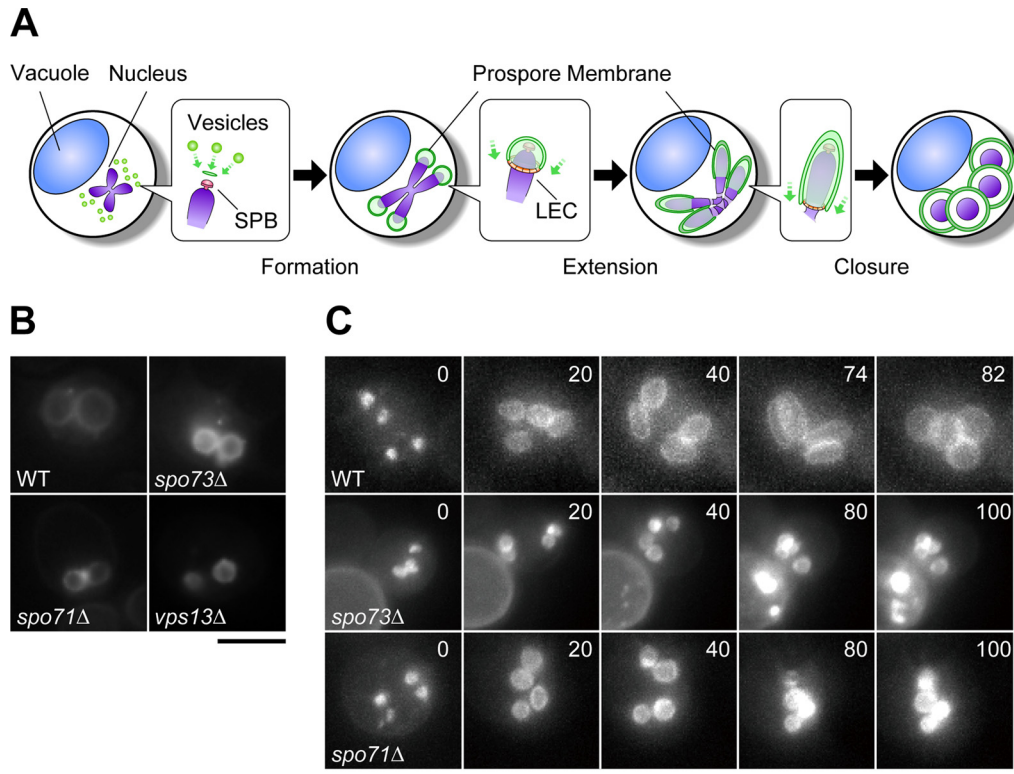 A
Vacuole Nucleus Prospore Membrane
Vesicles
SPB
LEC
Formation Extension Closure
B
WT
spo73Δ
spo71Δ
vps13Δ
C
0 20 40 74 82
WT
0 20 40 80 100
spo73Δ
0 20 40 80 100
spo71Δ